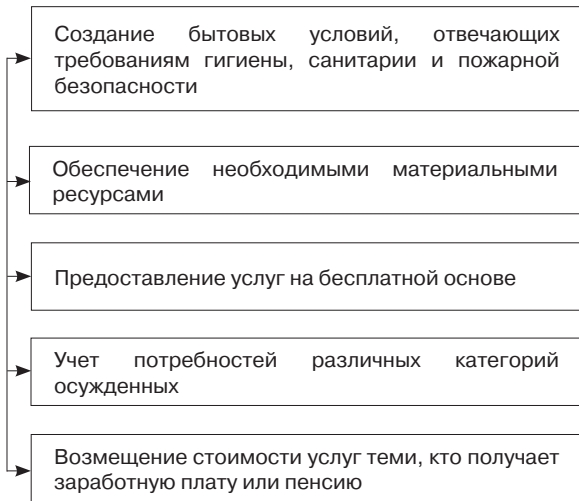 Создание бытовых условий, отвечающих
требованиям гигиены, санитарии и пожарной
безопасности
Обеспечение необходимыми материальными
ресурсами
Предоставление услуг на бесплатной основе
Учет потребностей различных категорий
осужденных
Возмещение стоимости услуг теми, кто получает
заработную плату или пенсию